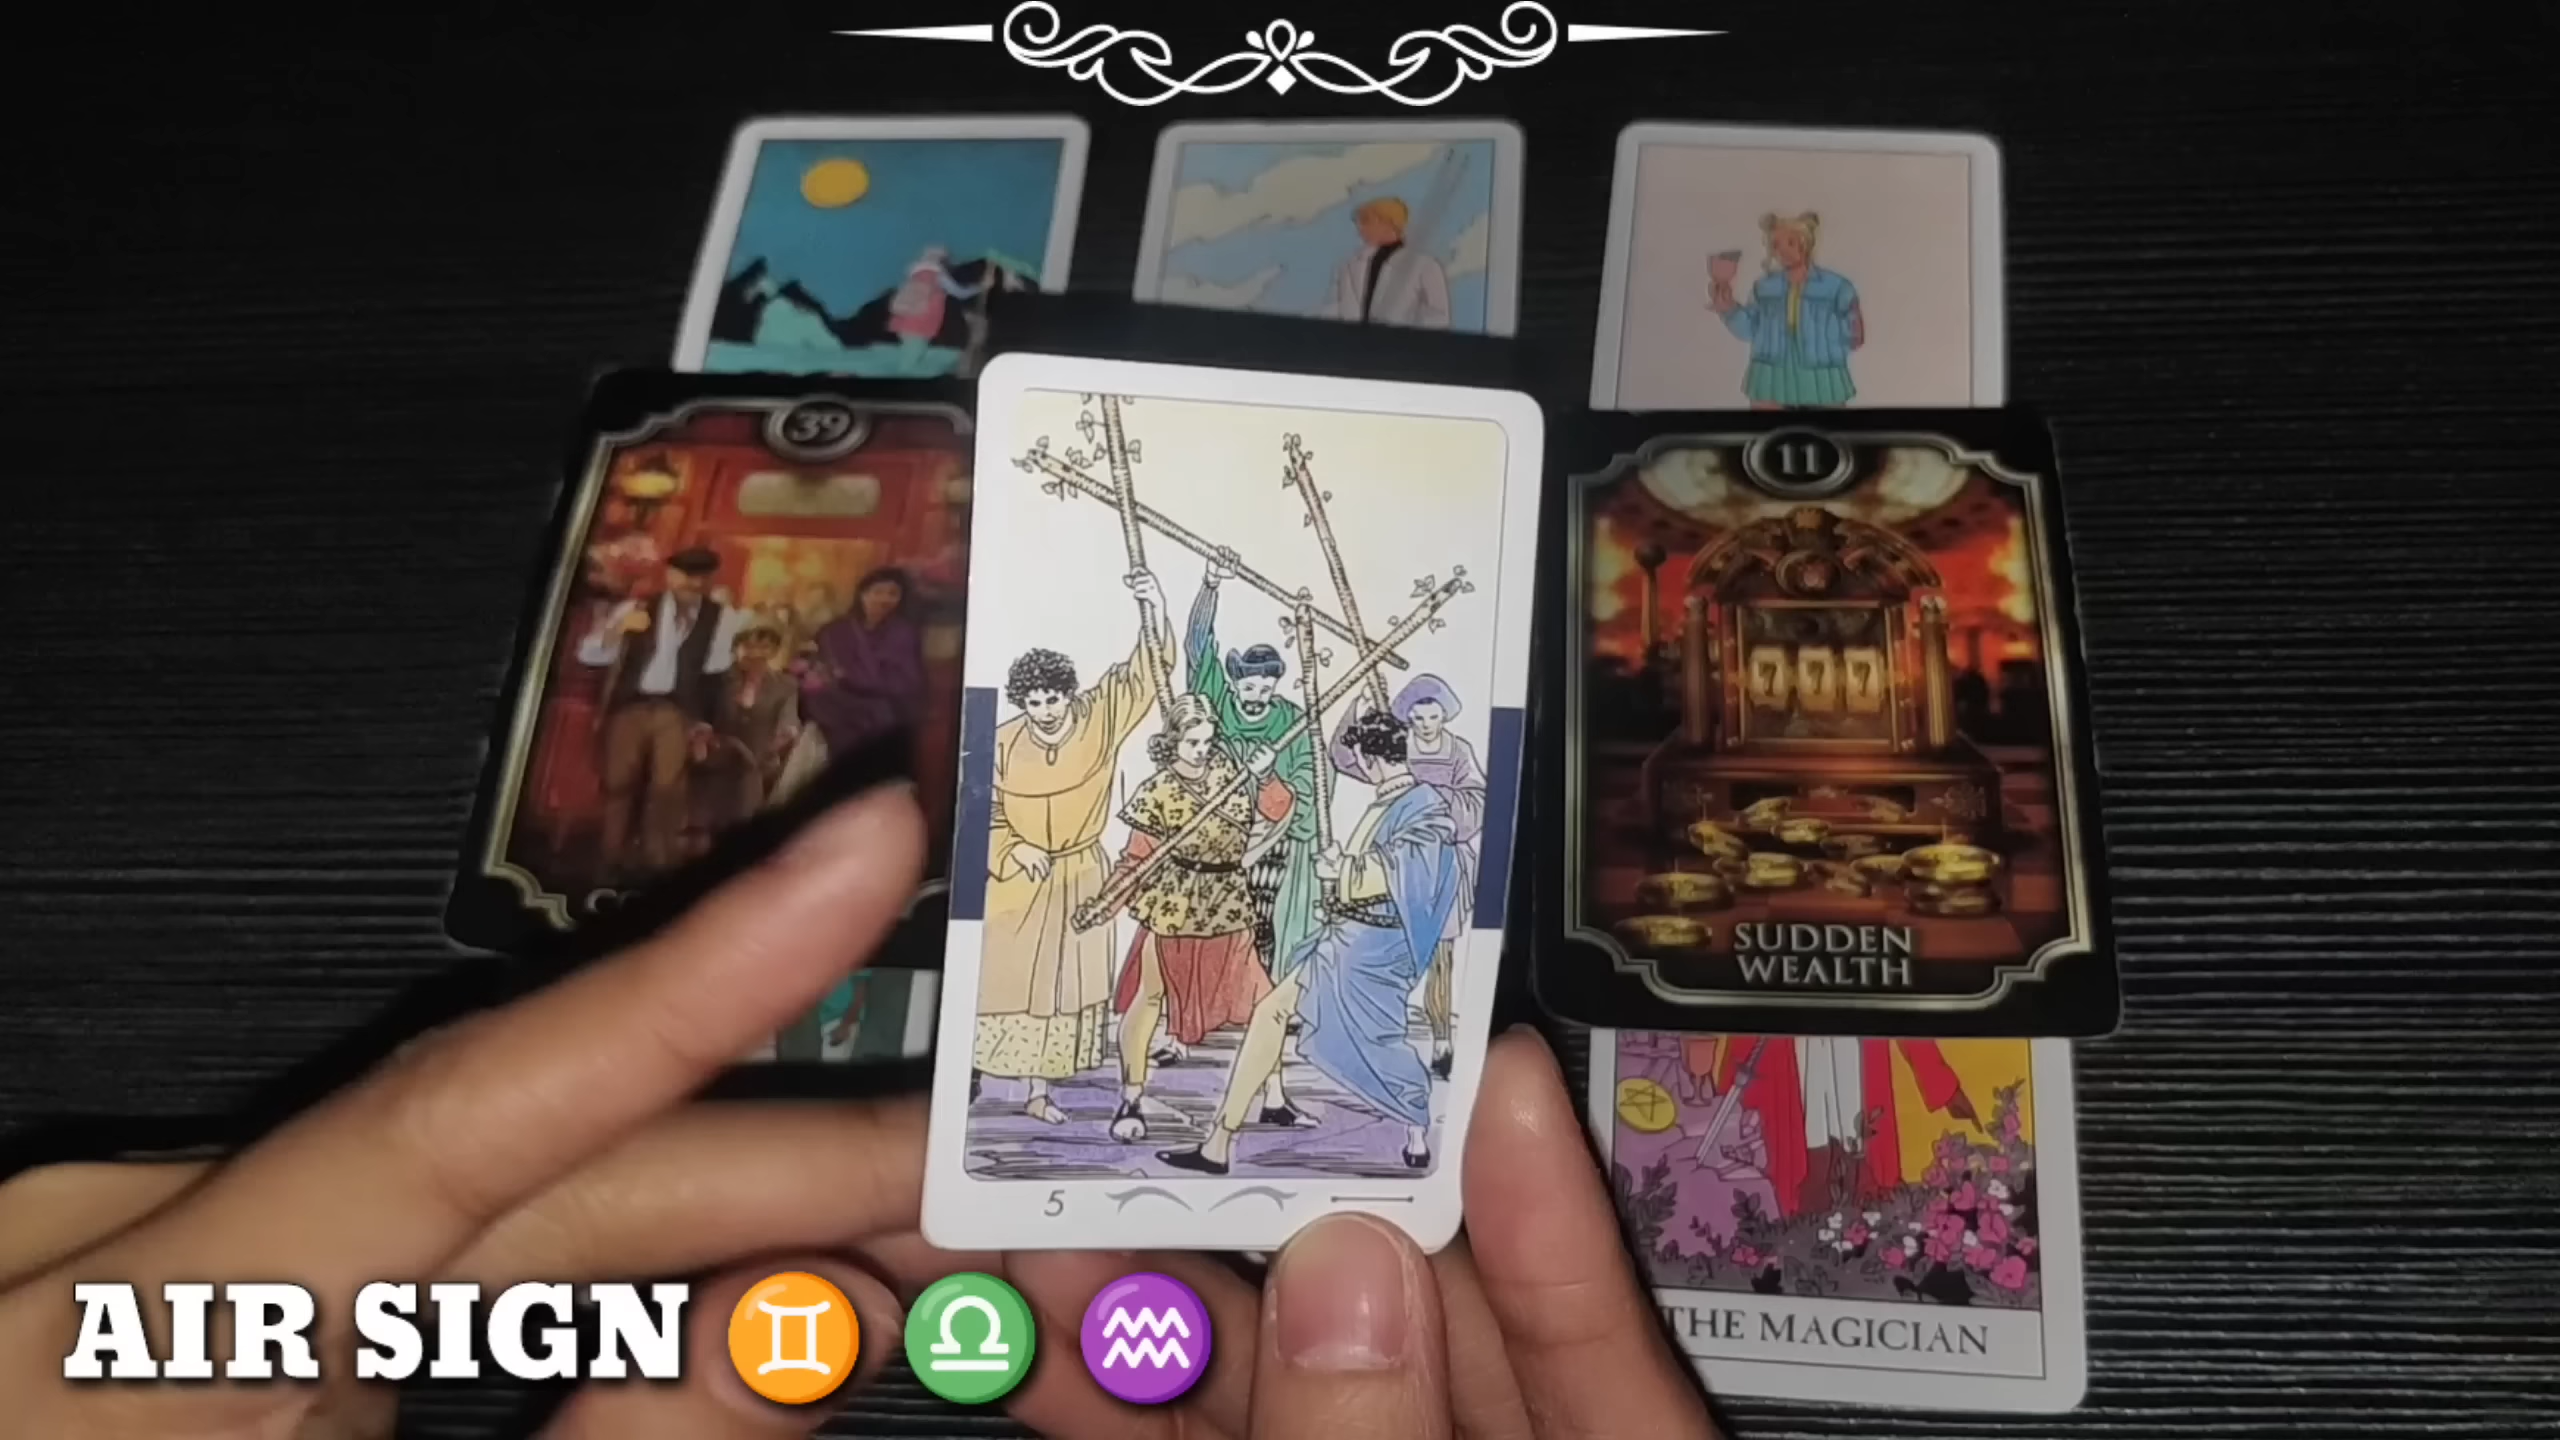 39
11
777
SUDDEN
WEALTH
5
THE MAGICIAN
AIR SIGN ♊ ♎ ♒